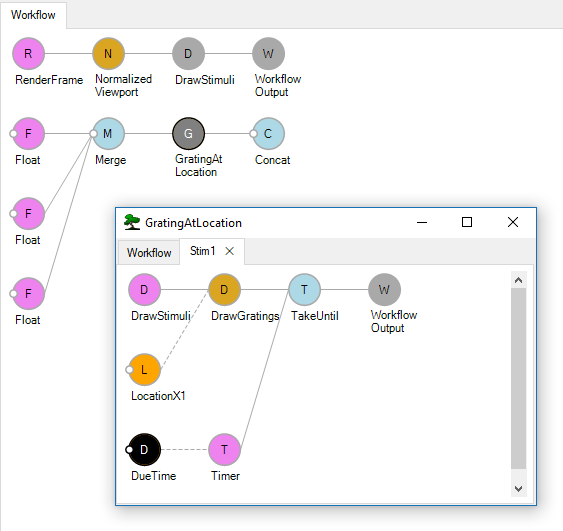 Workflow
R N D W
RenderFrame Normalized DrawStimuli Workflow
Viewport Output
F M G C
Float Merge GratingAt Concat
Location
F
Float
F
Float
GratingAtLocation
Workflow Stim1
D D T W
DrawStimuli DrawGratings TakeUntil Workflow
Output
L
LocationX1
D T
DueTime Timer